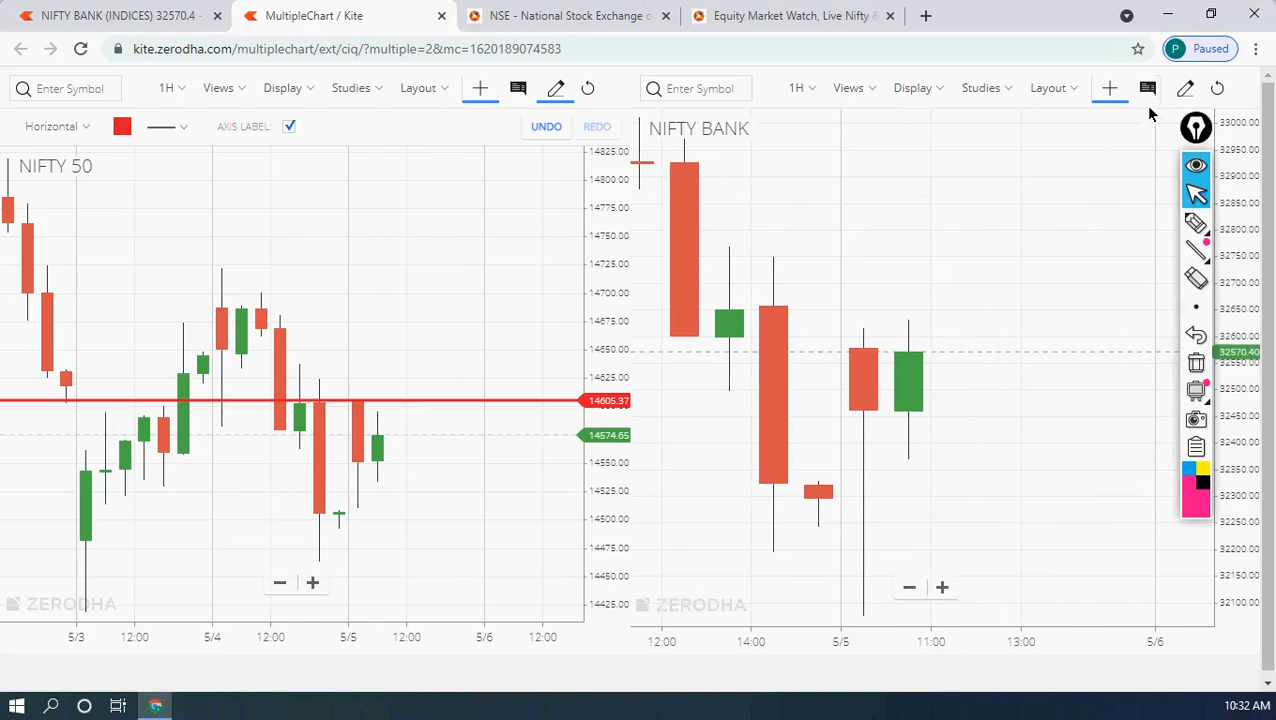 NIFTY BANK (INDICES) 32570.4 -
MultipleChart / Kite
NSE - National Stock Exchange o
Equity Market Watch, Live Nifty &
kite.zerodha.com/multiplechart/ext/ciq/?multiple=2&mc=1620189074583
P Paused
Enter Symbol 1H Views Display Studies Layout
Enter Symbol 1H Views Display Studies Layout
Horizontal AXIS LABEL: UNDO REDO
NIFTY 50
14825.00
14800.00
14775.00
14750.00
14725.00
14700.00
14675.00
14650.00
14625.00
14605.37
14574.65
14550.00
14525.00
14500.00
14475.00
14450.00
14425.00
ZERODHA
5/3 12:00 5/4 12:00 5/5 12:00 5/6 12:00
NIFTY BANK
33000.00
32950.00
32900.00
32850.00
32800.00
32750.00
32700.00
32650.00
32600.00
32570.40
32550.00
32500.00
32450.00
32400.00
32350.00
32300.00
32250.00
32200.00
32150.00
32100.00
ZERODHA
12:00 14:00 5/5 11:00 13:00 5/6
10:32 AM